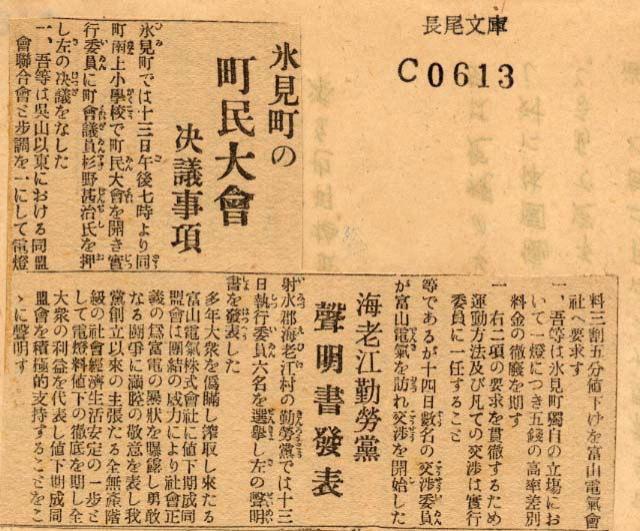 長尾文庫
C0613
氷見町の
町民大會
决議事項
氷見町では十三日午後七時より同
町南上小學校で町民大會を開き實
行委員に町會議員杉野甚治氏を押
し左の决議をなした
一、吾等は呉山以東における同盟
會聯合會と步調を一にして電燈
料三割五分値下げを富山電氣會
社へ要求す
一、吾等は氷見町獨自の立場にお
いて一燈につき五錢の高率差別
料金の撤廢を期す
一、右二項の要求を貫徹するため
運動方法及び凡ての交渉は實行
委員に一任すること
等であるが十四日數名の交渉委員
が富山電氣を訪れ交渉を開始した
海老江勤勞黨
聲明書發表
射水郡海老江村の勤勞黨では十三
日執行委員六名を選擧し左の聲明
書を發表した
多年大衆を僞瞞し搾取し來たる
富山電氣株式會社に値下期成同
盟會は團結の威力により社會正
義の爲富電の暴狀を曝露し勇敢
なる鬪爭に滿腔の敬意を表し我
黨創立以來の主張たる全無產階
級の社會經濟生活安定の一步と
して電燈料値下の徹底を期し全
大衆の利益を代表し値下期成同
盟會を積極的支持することをこ
ゝに聲明す